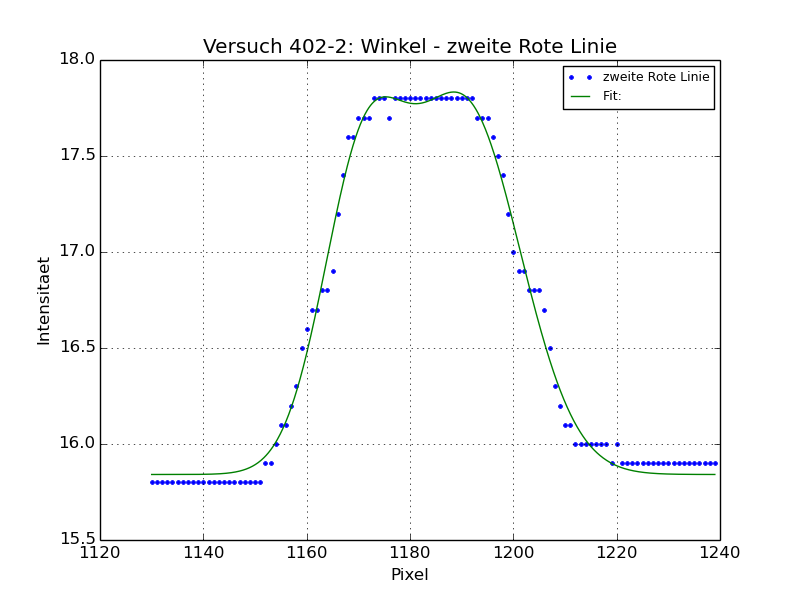 Versuch 402-2: Winkel - zweite Rote Linie
18.0
17.5
17.0
16.5
16.0
15.5
Intensitaet
zweite Rote Linie
Fit:
1120 1140 1160 1180 1200 1220 1240
Pixel